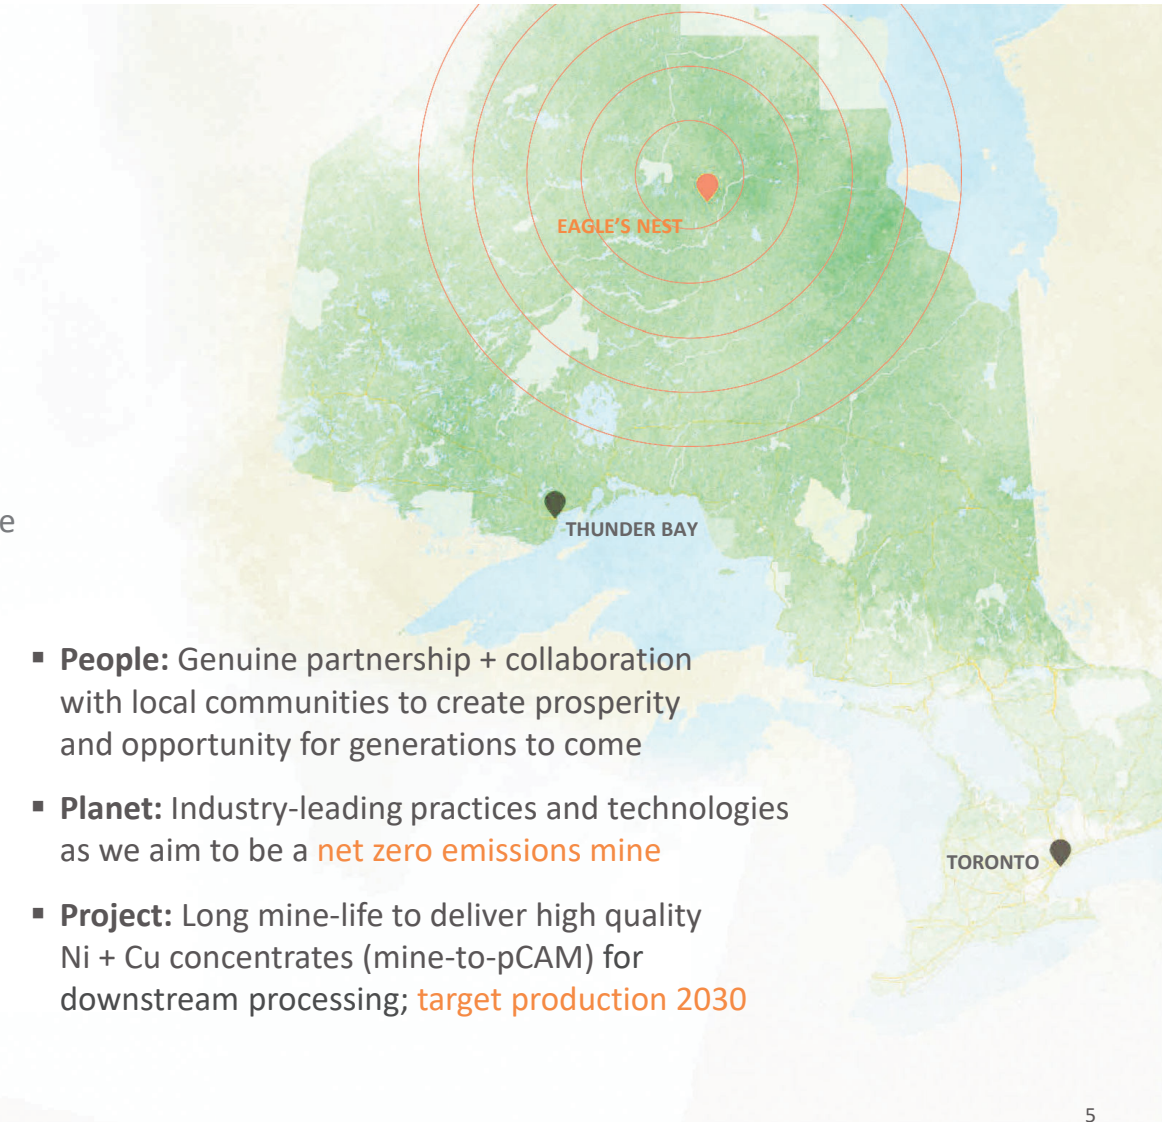 EAGLE'S NEST
e
THUNDER BAY
▪ People: Genuine partnership + collaboration
with local communities to create prosperity
and opportunity for generations to come
▪ Planet: Industry-leading practices and technologies
as we aim to be a net zero emissions mine
TORONTO
▪ Project: Long mine-life to deliver high quality
Ni + Cu concentrates (mine-to-pCAM) for
downstream processing; target production 2030
5